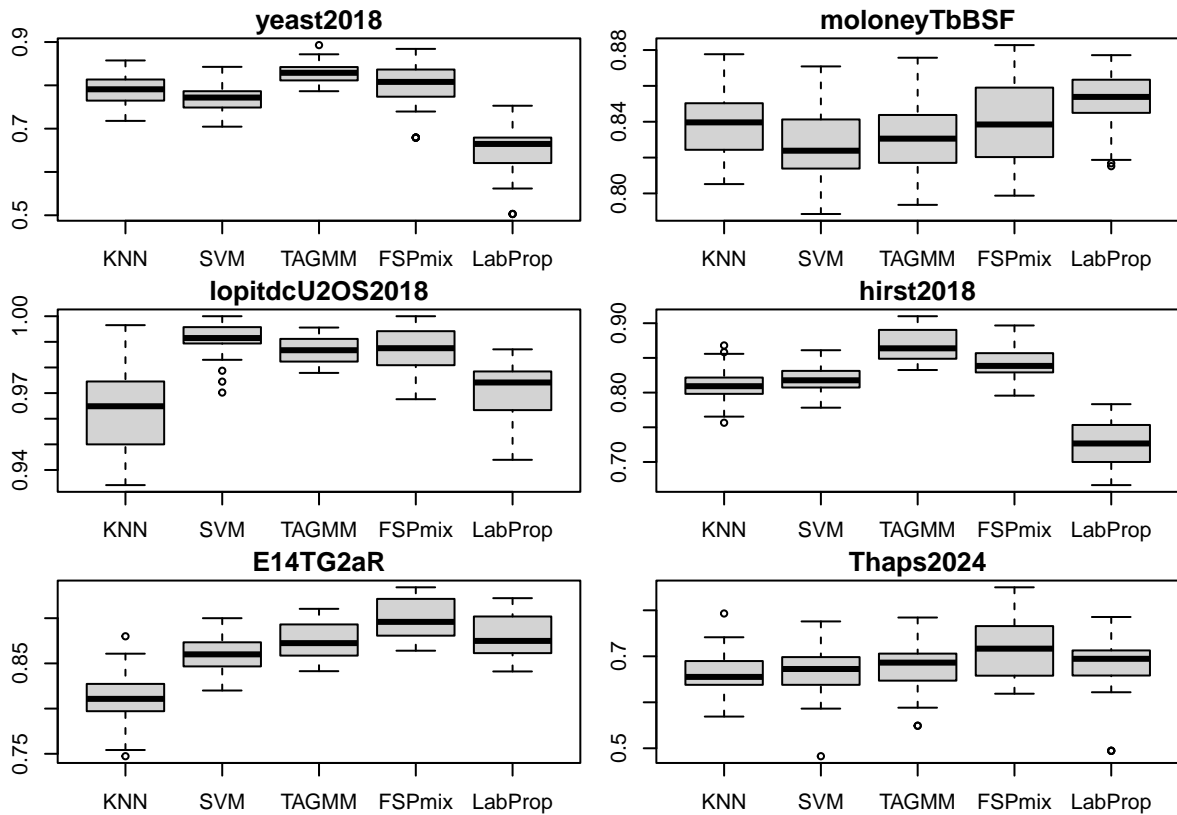 yeast2018
0.9
0.7
0.5
KNN SVM TAGMM FSPmix LabProp
moloneyTbBSF
0.88
0.84
0.80
KNN SVM TAGMM FSPmix LabProp
lopitdcU2OS2018
1.00
0.97
0.94
KNN SVM TAGMM FSPmix LabProp
hirst2018
0.90
0.80
0.70
KNN SVM TAGMM FSPmix LabProp
E14TG2aR
0.85
0.75
KNN SVM TAGMM FSPmix LabProp
Thaps2024
0.7
0.5
KNN SVM TAGMM FSPmix LabProp